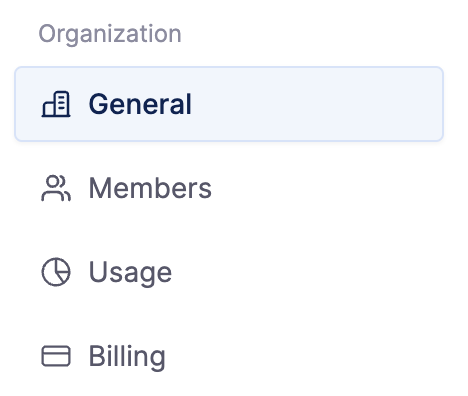 Organization
General
Members
Usage
Billing